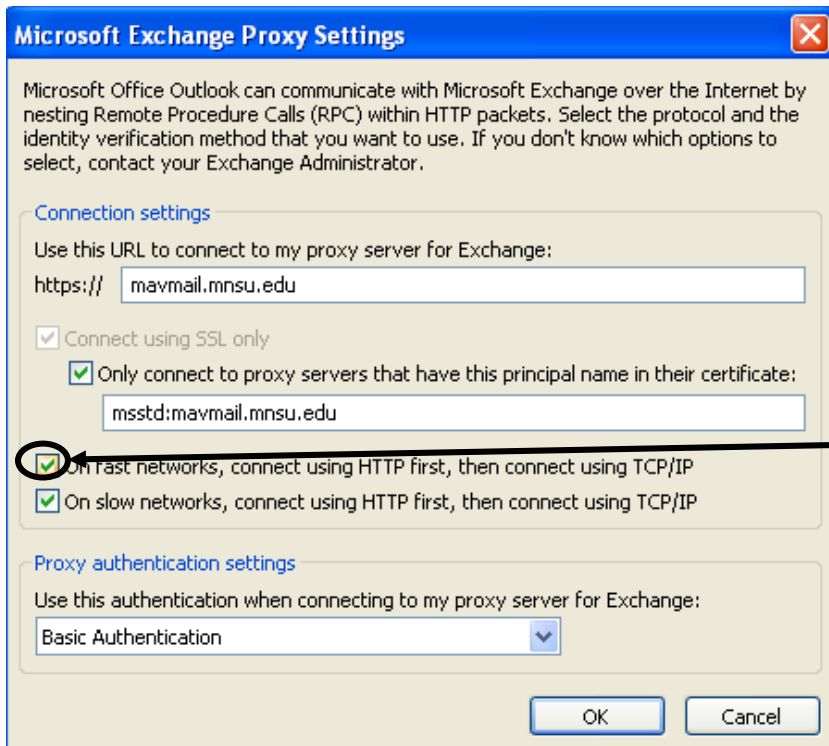 Microsoft Exchange Proxy Settings
Microsoft Office Outlook can communicate with Microsoft Exchange over the Internet by
nesting Remote Procedure Calls (RPC) within HTTP packets. Select the protocol and the
identity verification method that you want to use. If you don't know which options to
select, contact your Exchange Administrator.
Connection settings
Use this URL to connect to my proxy server for Exchange:
https:// mavmail.mnsu.edu
Connect using SSL only
Only connect to proxy servers that have this principal name in their certificate:
msstd:mavmail.mnsu.edu
On fast networks, connect using HTTP first, then connect using TCP/IP
On slow networks, connect using HTTP first, then connect using TCP/IP
Proxy authentication settings
Use this authentication when connecting to my proxy server for Exchange:
Basic Authentication
OK Cancel